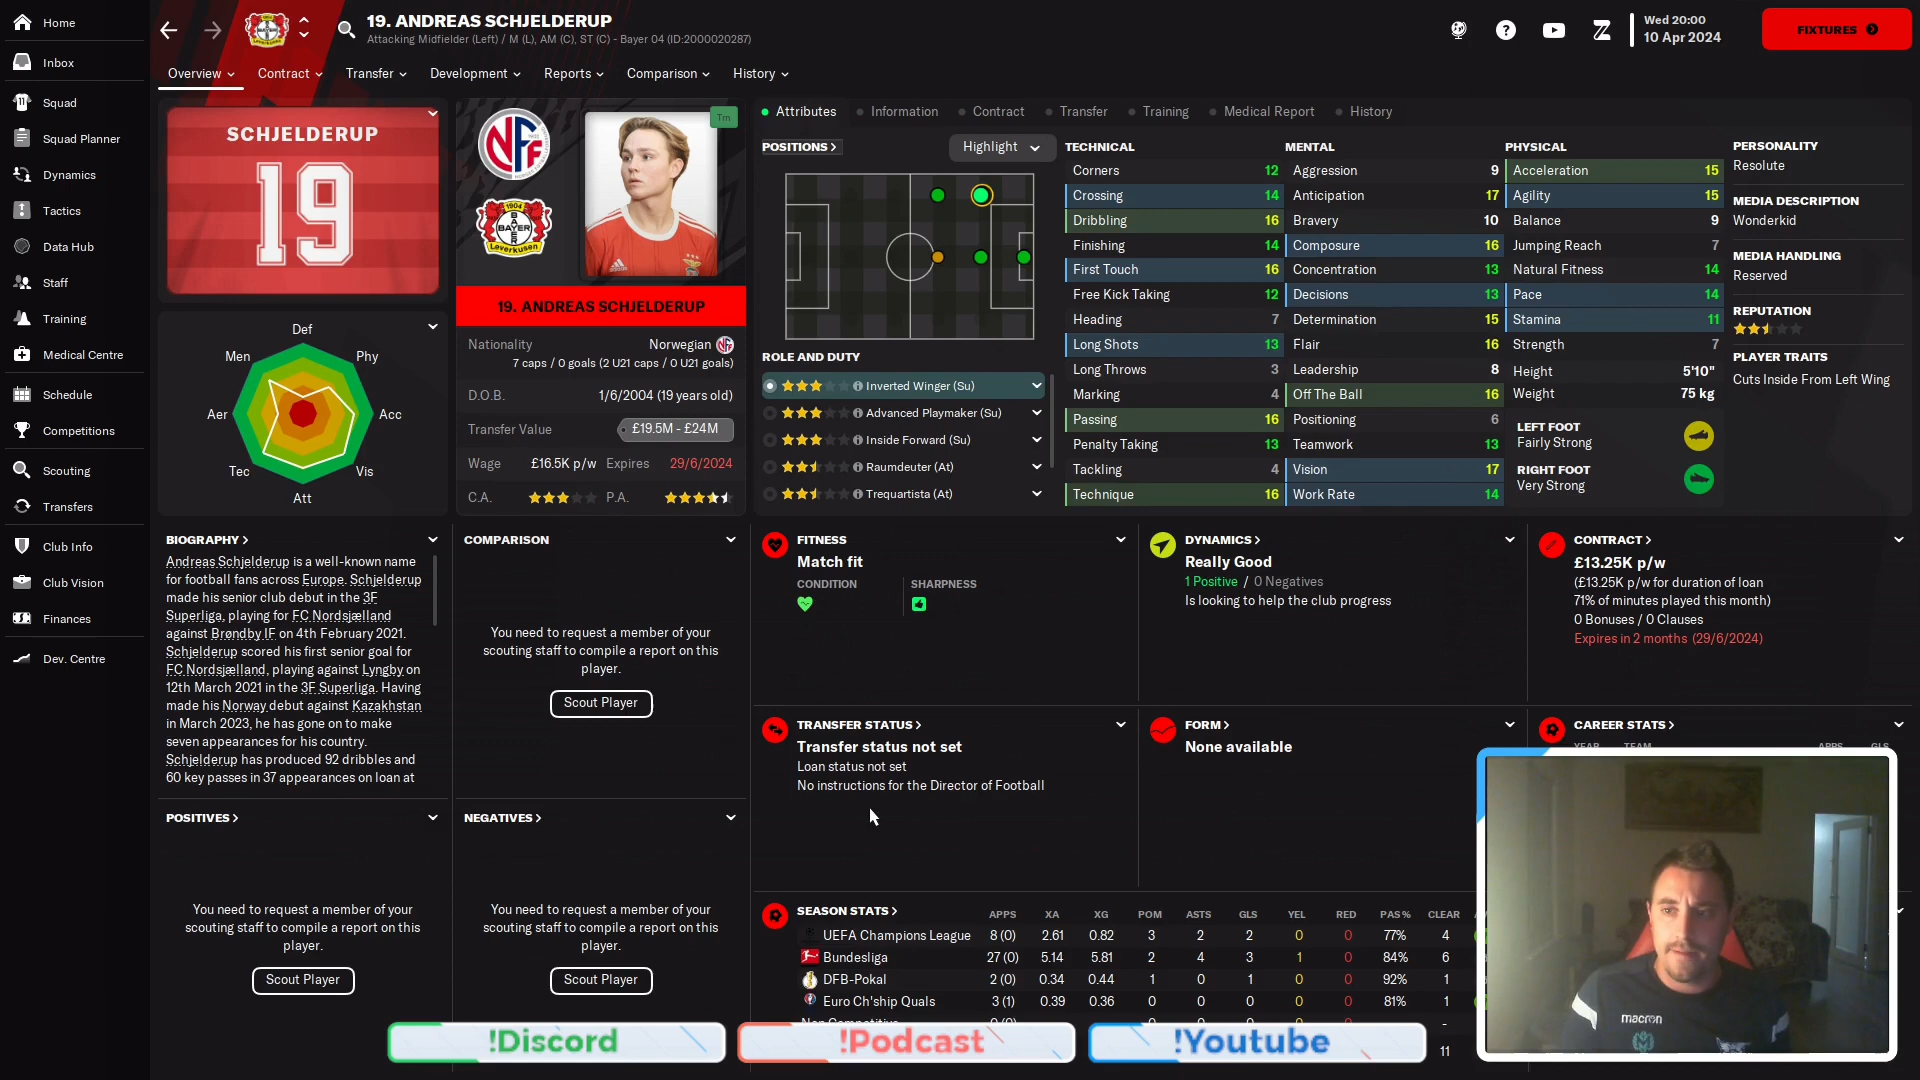 Home
Inbox
Squad
Squad Planner
Dynamics
Tactics
Data Hub
Staff
Training
Medical Centre
Schedule
Competitions
Scouting
Transfers
Club Info
Club Vision
Finances
Dev. Centre
19. ANDREAS SCHJELDERUP
Attacking Midfielder (Left) / M (L), AM (C), ST (C) - Bayer 04 (ID:2000020287)
Wed 20:00
10 Apr 2024
FIXTURES
Overview Contract Transfer Development Reports Comparison History
SCHJELDERUP
19
Def
Phy
Acc
Vis
Att
Tec
Aer
Men
NFF
1904
BAYER
BAYER
Leverkusen
Trn
19. ANDREAS SCHJELDERUP
Nationality Norwegian
7 caps / 0 goals (2 U21 caps / 0 U21 goals)
D.O.B. 1/6/2004 (19 years old)
Transfer Value £19.5M - £24M
Wage £16.5K p/w Expires 29/6/2024
C.A. P.A.
Attributes Information Contract Transfer Training Medical Report History
POSITIONS >
Highlight
ROLE AND DUTY
Inverted Winger (Su)
Advanced Playmaker (Su)
Inside Forward (Su)
Raumdeuter (At)
Trequartista (At)
TECHNICAL
Corners 12
Crossing 14
Dribbling 16
Finishing 14
First Touch 16
Free Kick Taking 12
Heading 7
Long Shots 13
Long Throws 3
Marking 4
Passing 16
Penalty Taking 13
Tackling 4
Technique 16
MENTAL
Aggression 9
Anticipation 17
Bravery 10
Composure 16
Concentration 13
Decisions 13
Determination 15
Flair 16
Leadership 8
Off The Ball 16
Positioning 6
Teamwork 13
Vision 17
Work Rate 14
PHYSICAL
Acceleration 15
Agility 15
Balance 9
Jumping Reach 7
Natural Fitness 14
Pace 14
Stamina 11
Strength 7
Height 5'10"
Weight 75 kg
LEFT FOOT
Fairly Strong
RIGHT FOOT
Very Strong
PERSONALITY
Resolute
MEDIA DESCRIPTION
Wonderkid
MEDIA HANDLING
Reserved
REPUTATION
PLAYER TRAITS
Cuts Inside From Left Wing
BIOGRAPHY >
Andreas Schjelderup is a well-known name
for football fans across Europe. Schjelderup
made his senior club debut in the 3F
Superliga, playing for FC Nordsjælland
against Brøndby IF on 4th February 2021.
Schjelderup scored his first senior goal for
FC Nordsjælland, playing against Lyngby on
12th March 2021 in the 3F Superliga. Having
made his Norway debut against Kazakhstan
in March 2023, he has gone on to make
seven appearances for his country.
Schjelderup has produced 92 dribbles and
60 key passes in 37 appearances on loan at
COMPARISON
You need to request a member of your
scouting staff to compile a report on this
player.
Scout Player
FITNESS
Match fit
CONDITION SHARPNESS
DYNAMICS >
Really Good
1 Positive / 0 Negatives
Is looking to help the club progress
CONTRACT >
£13.25K p/w
(£13.25K p/w for duration of loan
71% of minutes played this month)
0 Bonuses / 0 Clauses
Expires in 2 months (29/6/2024)
TRANSFER STATUS >
Transfer status not set
Loan status not set
No instructions for the Director of Football
FORM >
None available
CAREER STATS >
YEAR TEAM APPS GLS
POSITIVES >
You need to request a member of your
scouting staff to compile a report on this
player.
Scout Player
NEGATIVES >
You need to request a member of your
scouting staff to compile a report on this
player.
Scout Player
SEASON STATS > APPS XA XG POM ASTS GLS YEL RED PAS % CLEAR
UEFA Champions League 8 (0) 2.61 0.82 3 2 2 0 0 77% 4
Bundesliga 27 (0) 5.14 5.81 2 4 3 1 0 84% 6
DFB-Pokal 2 (0) 0.34 0.44 1 0 1 0 0 92% 1
Euro Ch'ship Quals 3 (1) 0.39 0.36 0 0 0 0 0 81% 1
Non Competitive 0 (0) - - 0 0 0 0 0 -
11
!Discord
!Podcast
!Youtube
macron